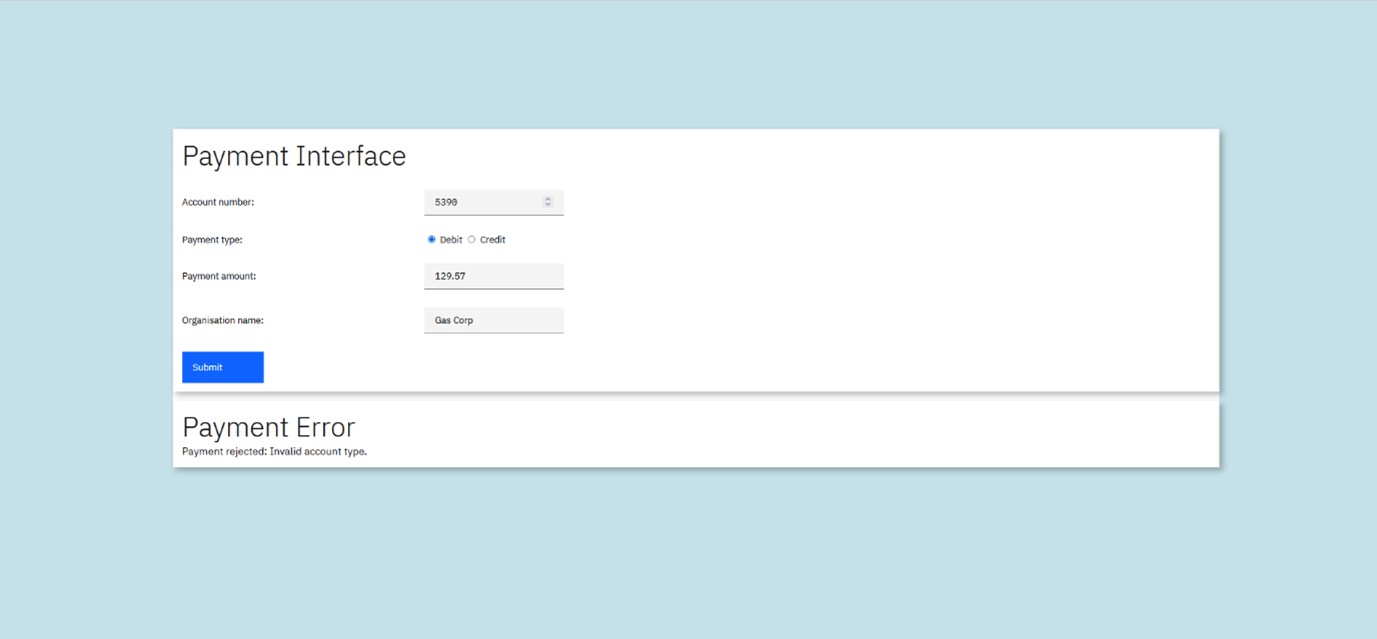 Payment Interface
Account number: 5390
Payment type: Debit Credit
Payment amount: 129.57
Organisation name: Gas Corp
Submit
Payment Error
Payment rejected: Invalid account type.